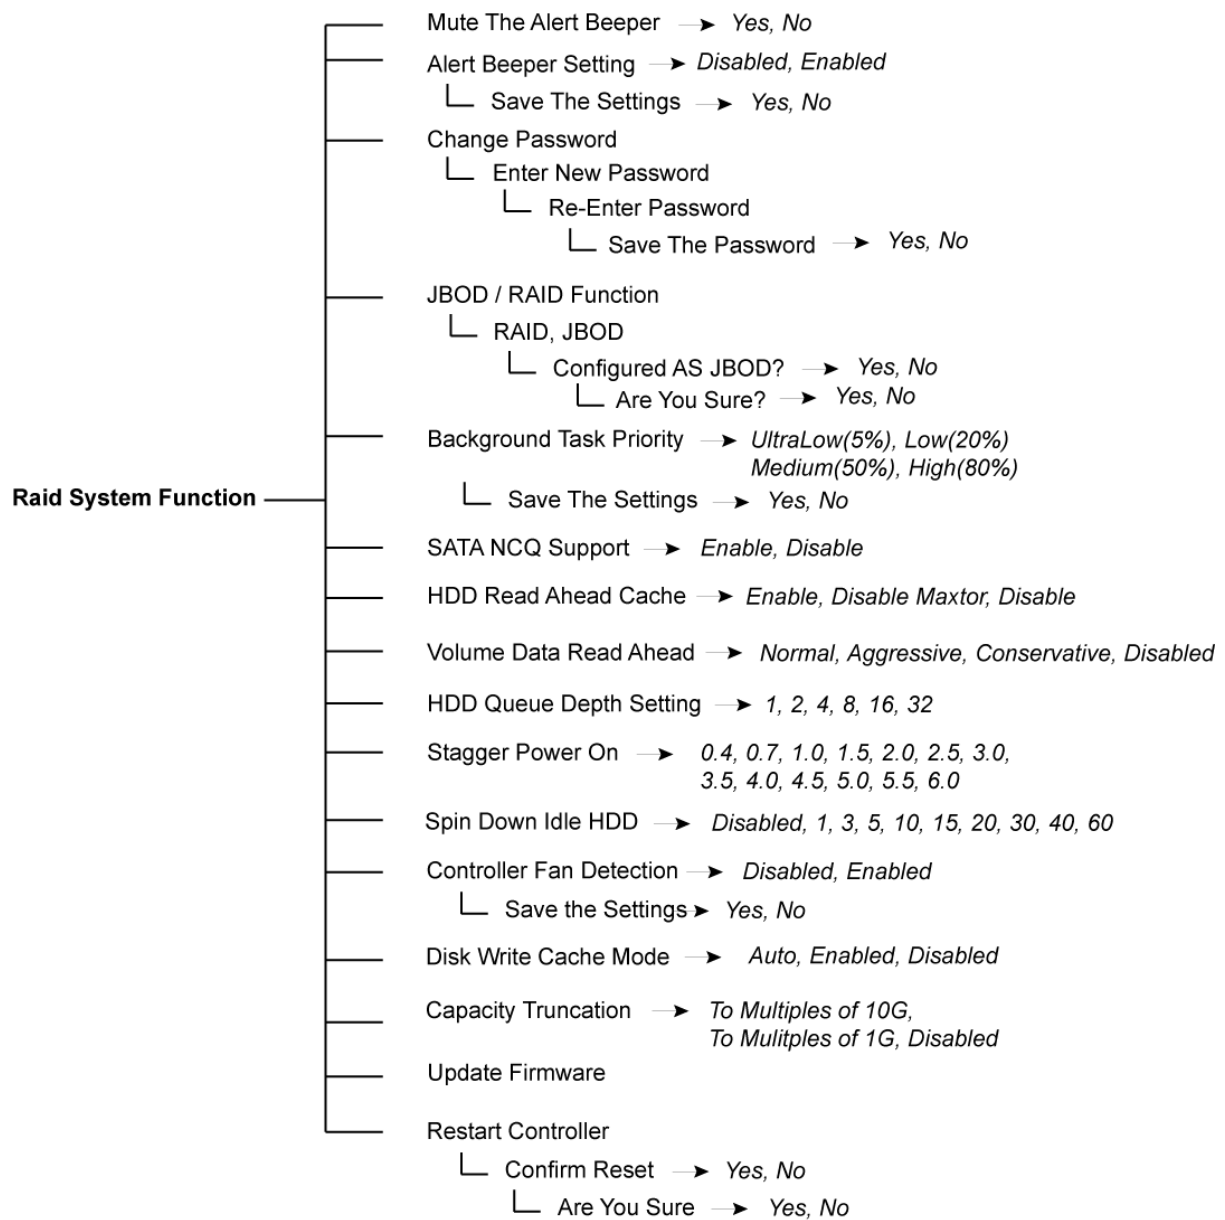 Mute The Alert Beeper Yes, No
Alert Beeper Setting Disabled, Enabled
Save The Settings Yes, No
Change Password
Enter New Password
Re-Enter Password
Save The Password Yes, No
JBOD / RAID Function
RAID, JBOD
Configured AS JBOD? Yes, No
Are You Sure? Yes, No
Background Task Priority UltraLow(5%), Low(20%)
Medium(50%), High(80%)
Raid System Function
Save The Settings Yes, No
SATA NCQ Support Enable, Disable
HDD Read Ahead Cache Enable, Disable Maxtor, Disable
Volume Data Read Ahead Normal, Aggressive, Conservative, Disabled
HDD Queue Depth Setting 1, 2, 4, 8, 16, 32
Stagger Power On 0.4, 0.7, 1.0, 1.5, 2.0, 2.5, 3.0,
3.5, 4.0, 4.5, 5.0, 5.5, 6.0
Spin Down Idle HDD Disabled, 1, 3, 5, 10, 15, 20, 30, 40, 60
Controller Fan Detection Disabled, Enabled
Save the Settings Yes, No
Disk Write Cache Mode Auto, Enabled, Disabled
Capacity Truncation To Multiples of 10G,
To Mulitples of 1G, Disabled
Update Firmware
Restart Controller
Confirm Reset Yes, No
Are You Sure Yes, No